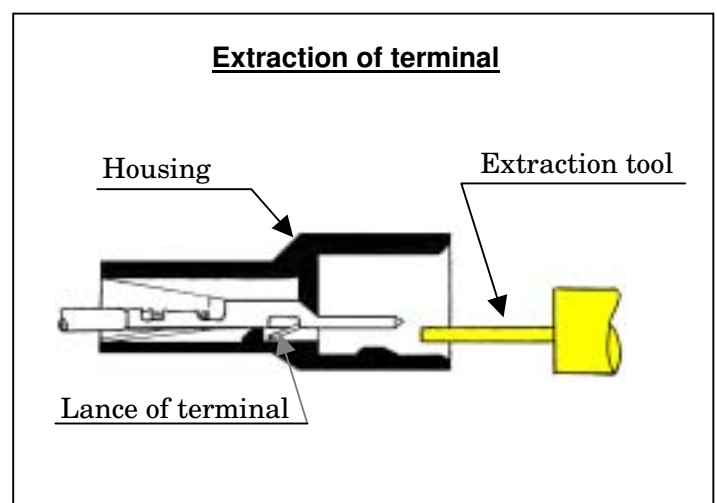 Extraction of terminal
Housing
Extraction tool
Lance of terminal